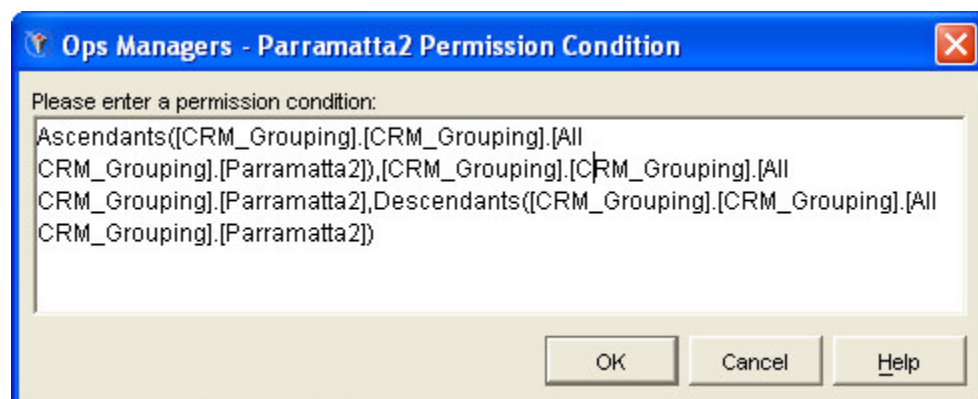 Ops Managers - Parramatta2 Permission Condition
Please enter a permission condition:
Ascendants([CRM_Grouping].[CRM_Grouping].[All
CRM_Grouping].[Parramatta2]),[CRM_Grouping].[CRM_Grouping].[All
CRM_Grouping].[Parramatta2],Descendants([CRM_Grouping].[CRM_Grouping].[All
CRM_Grouping].[Parramatta2])
OK Cancel Help